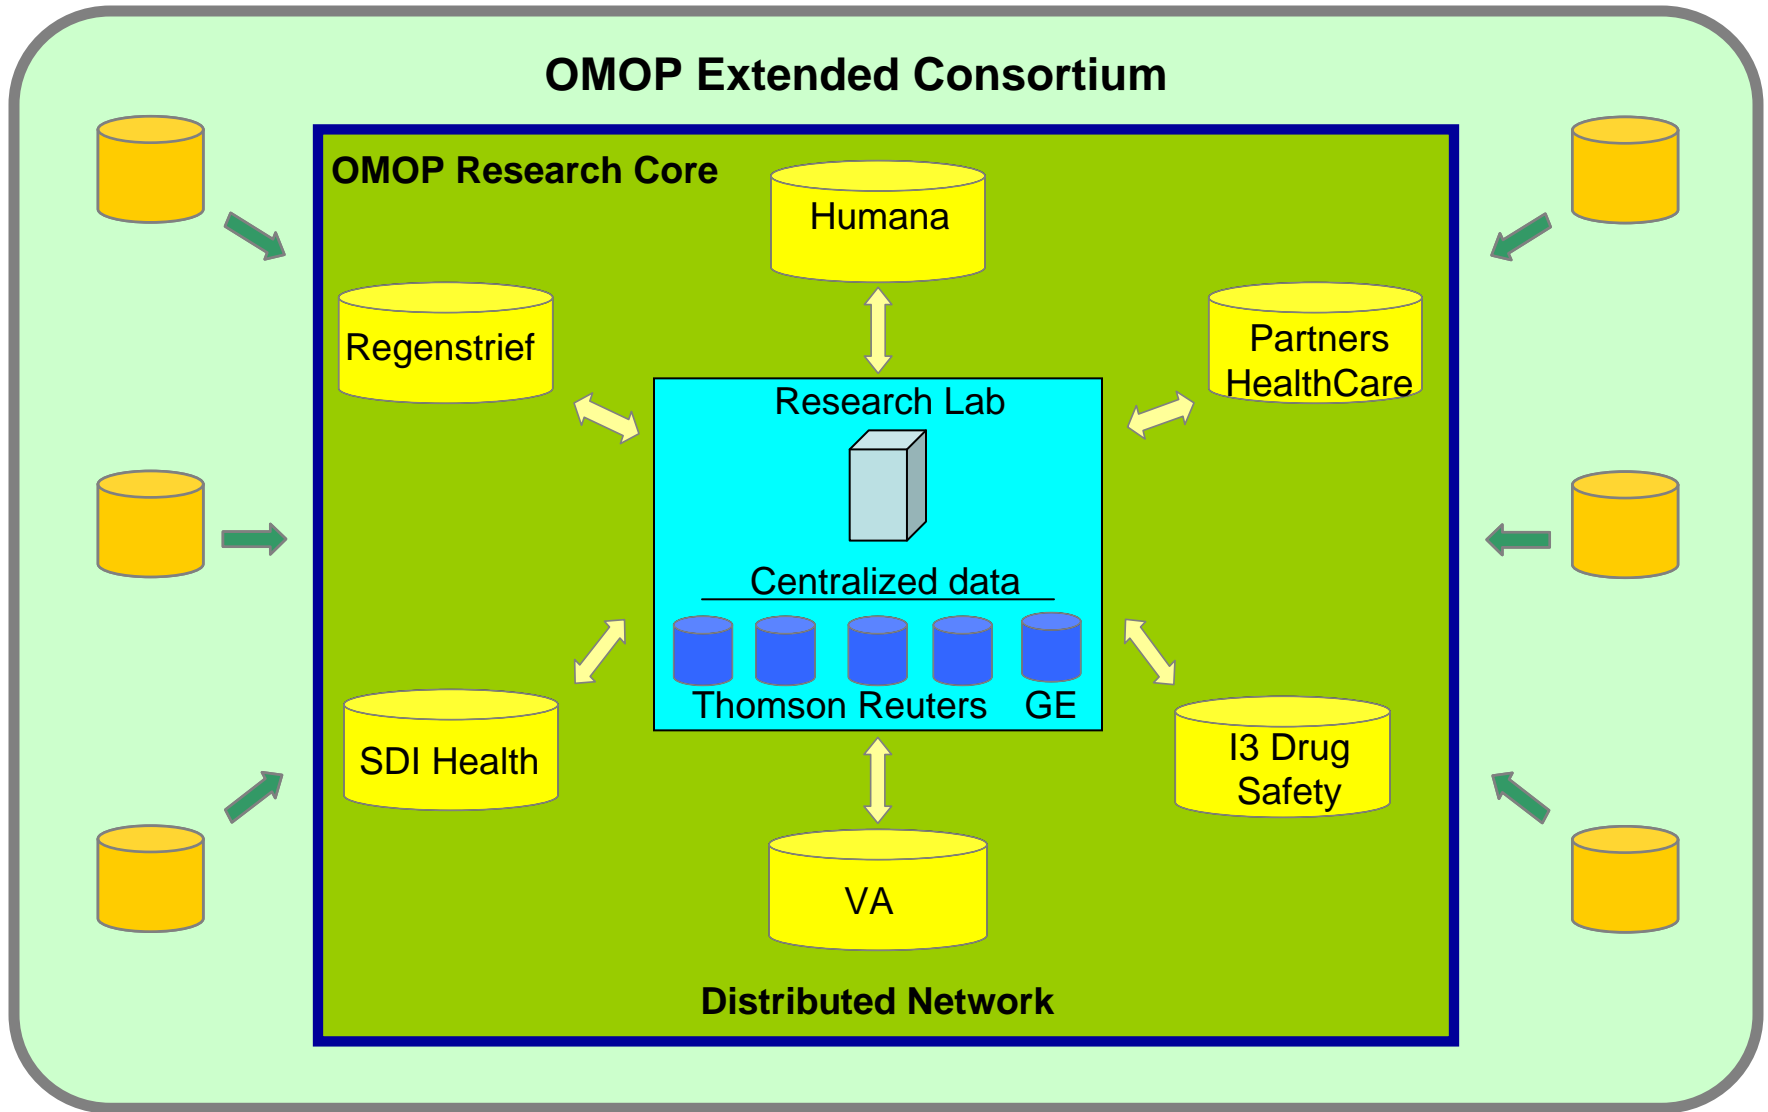 OMOP Extended Consortium
OMOP Research Core
Humana
Regenstrief
Partners
HealthCare
Research Lab
Centralized data
Thomson Reuters GE
SDI Health
I3 Drug
Safety
VA
Distributed Network